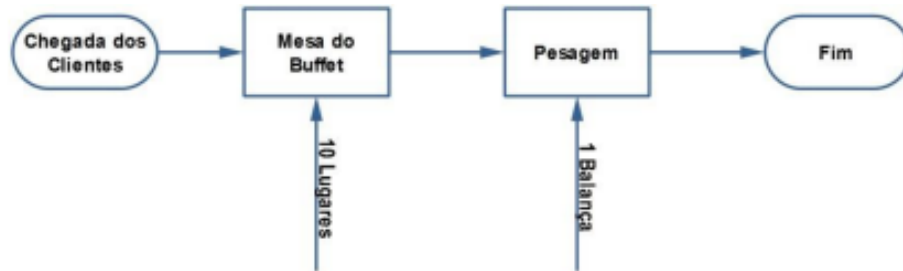 Chegada dos
Clientes
Mesa do
Buffet
Pesagem
Fim
10 Lugares
1 Balança